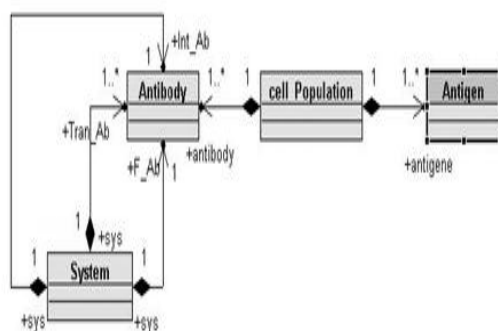 1 +Int_Ab
1..* 1..* 1 1 1..*
Antibody cell Population Antigen
+Tran_Ab
+F_Ab +antibody +antigene
1
1 +sys
1 1
System
+sys +sys